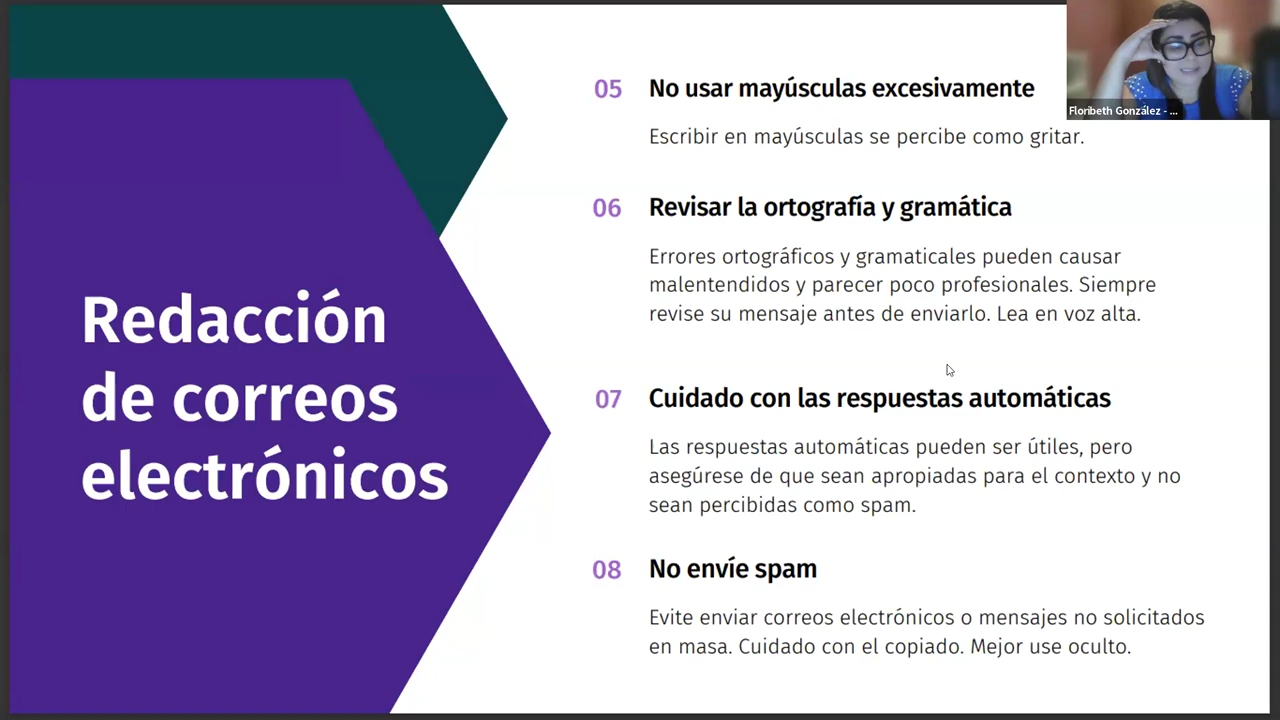 Redacción
de correos
electrónicos
05 No usar mayúsculas excesivamente
Escribir en mayúsculas se percibe como gritar.
06 Revisar la ortografía y gramática
Errores ortográficos y gramaticales pueden causar
malentendidos y parecer poco profesionales. Siempre
revise su mensaje antes de enviarlo. Lea en voz alta.
07 Cuidado con las respuestas automáticas
Las respuestas automáticas pueden ser útiles, pero
asegúrese de que sean apropiadas para el contexto y no
sean percibidas como spam.
08 No envíe spam
Evite enviar correos electrónicos o mensajes no solicitados
en masa. Cuidado con el copiado. Mejor use oculto.
Floribeth González - ...